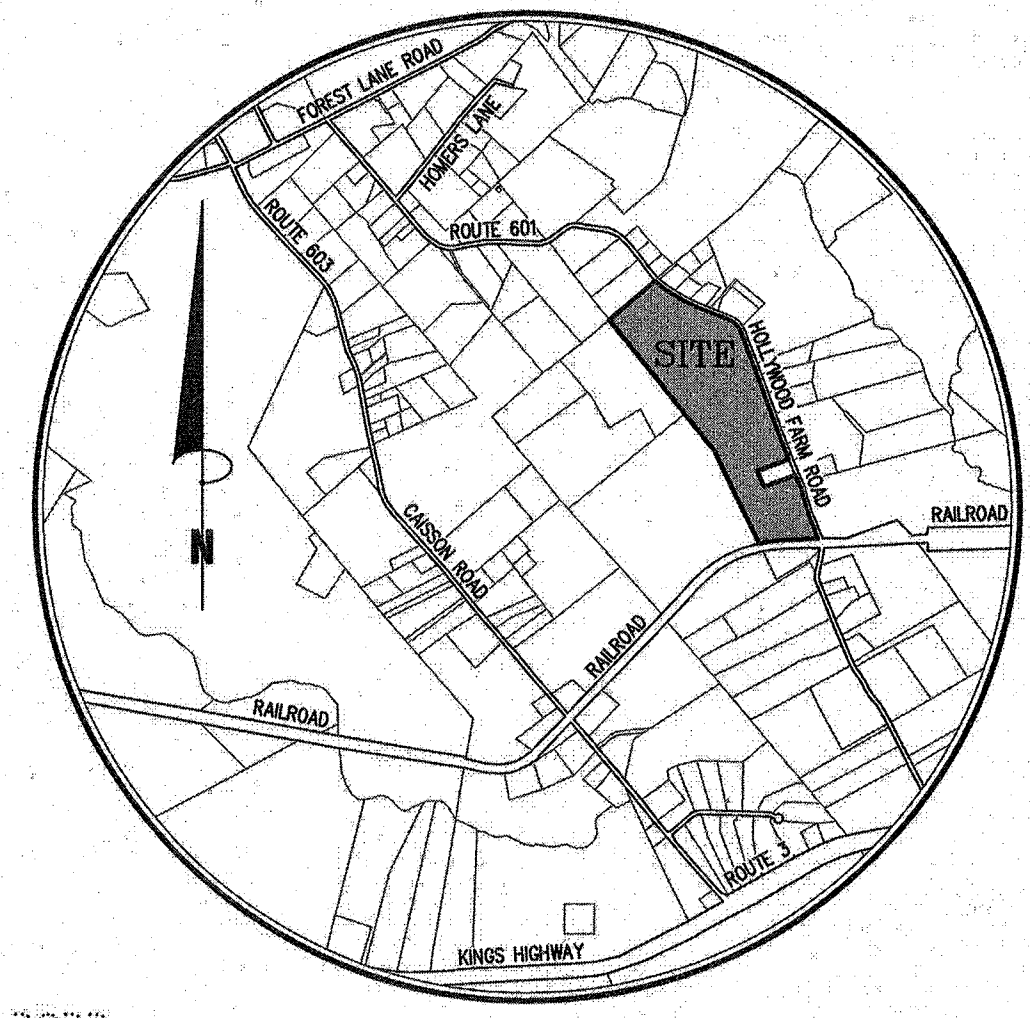 FOREST LANE ROAD
HOMERS LANE
ROUTE 603
ROUTE 601
SITE
HOLLYWOOD FARM ROAD
N
CAISSON ROAD
RAILROAD
RAILROAD
RAILROAD
ROUTE 3
KINGS HIGHWAY